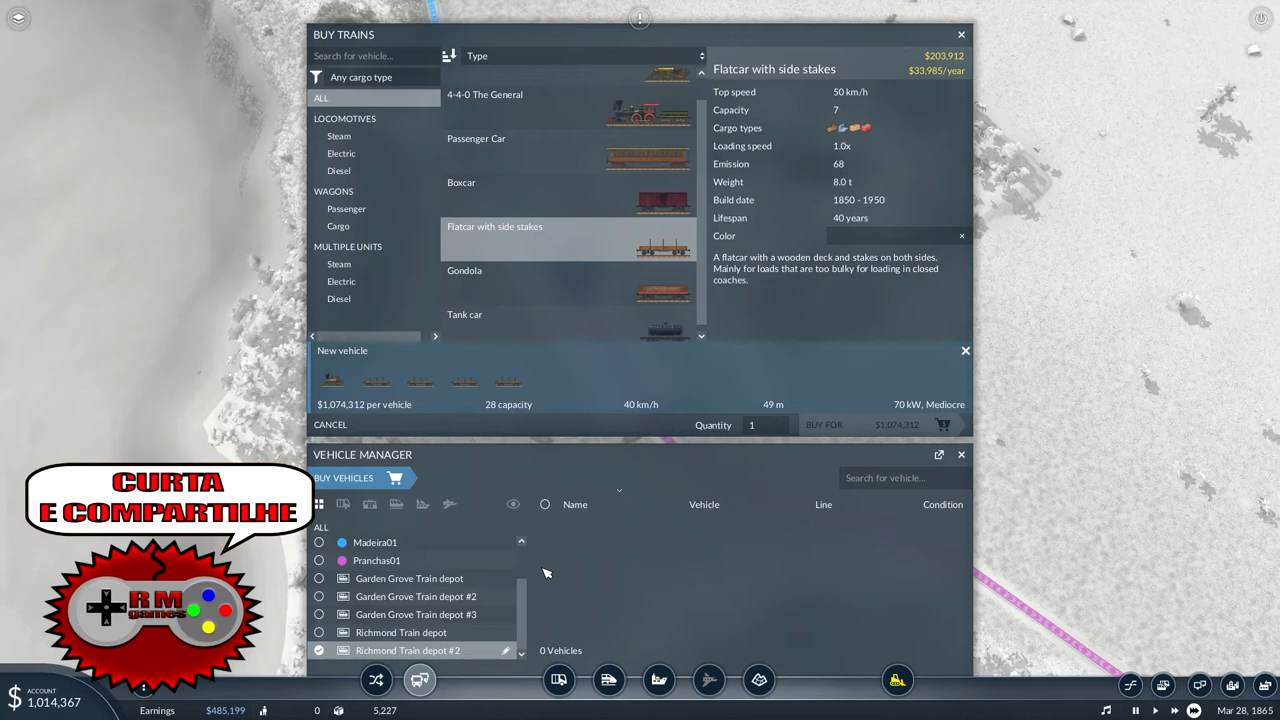 BUY TRAINS
Search for vehicle...
Type
Any cargo type
ALL
LOCOMOTIVES
Steam
Electric
Diesel
WAGONS
Passenger
Cargo
MULTIPLE UNITS
Steam
Electric
Diesel
4-4-0 The General
Passenger Car
Boxcar
Flatcar with side stakes
Gondola
Tank car
$203,912
Flatcar with side stakes
$33,985/year
Top speed 50 km/h
Capacity 7
Cargo types
Loading speed 1.0x
Emission 68
Weight 8.0 t
Build date 1850 - 1950
Lifespan 40 years
Color
A flatcar with a wooden deck and stakes on both sides.
Mainly for loads that are too bulky for loading in closed
coaches.
New vehicle
$1,074,312 per vehicle 28 capacity 40 km/h 49 m 70 kW, Mediocre
CANCEL Quantity 1 BUY FOR $1,074,312
VEHICLE MANAGER
BUY VEHICLES
Search for vehicle...
Name Vehicle Line Condition
ALL
Madeira01
Pranchas01
Garden Grove Train depot
Garden Grove Train depot #2
Garden Grove Train depot #3
Richmond Train depot
Richmond Train depot #2
0 Vehicles
CURTA
E COMPARTILHE
RM
games
$ ACCOUNT
1,014,367
Earnings $485,199 0 5,227
Mar 28, 1865